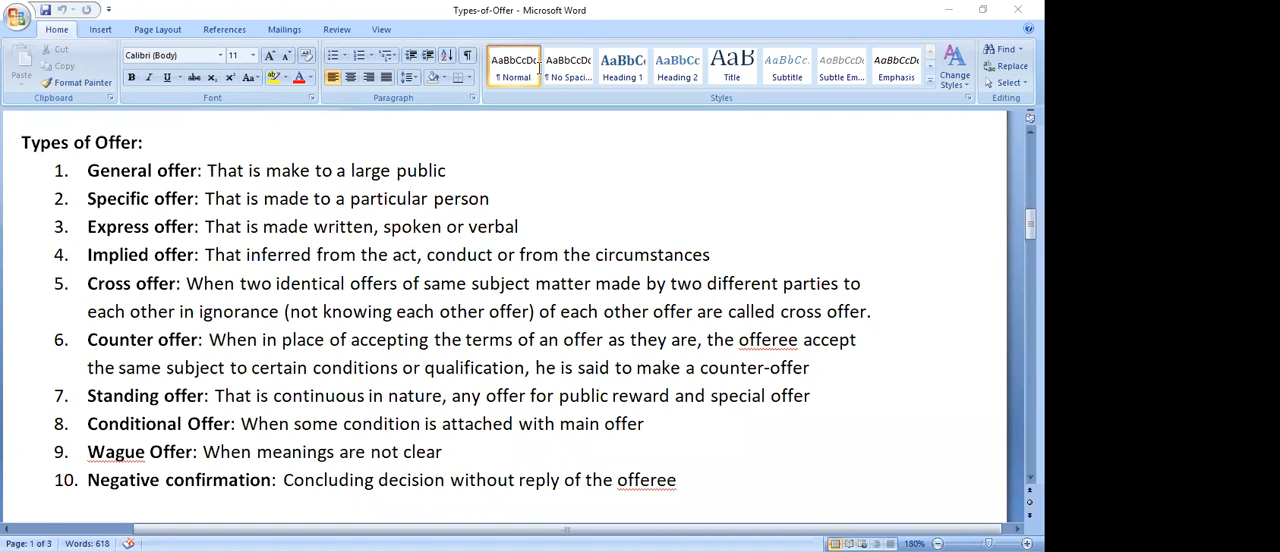 Types-of-Offer - Microsoft Word
Home Insert Page Layout References Mailings Review View
Cut
Copy
Format Painter
Paste
Clipboard
Calibri (Body) 11
Font
Paragraph
AaBbCcDc AaBbCcDc AaBbC AaBbCc AaB AaBbCc. AaBbCcDc AaBbCcDc
¶ Normal ¶ No Spaci... Heading 1 Heading 2 Title Subtitle Subtle Em... Emphasis
Change
Styles
Styles
Find
Replace
Select
Editing
Types of Offer:
1. General offer: That is make to a large public
2. Specific offer: That is made to a particular person
3. Express offer: That is made written, spoken or verbal
4. Implied offer: That inferred from the act, conduct or from the circumstances
5. Cross offer: When two identical offers of same subject matter made by two different parties to
each other in ignorance (not knowing each other offer) of each other offer are called cross offer.
6. Counter offer: When in place of accepting the terms of an offer as they are, the offeree accept
the same subject to certain conditions or qualification, he is said to make a counter-offer
7. Standing offer: That is continuous in nature, any offer for public reward and special offer
8. Conditional Offer: When some condition is attached with main offer
9. Wague Offer: When meanings are not clear
10. Negative confirmation: Concluding decision without reply of the offeree
Page: 1 of 3 Words: 618 180%